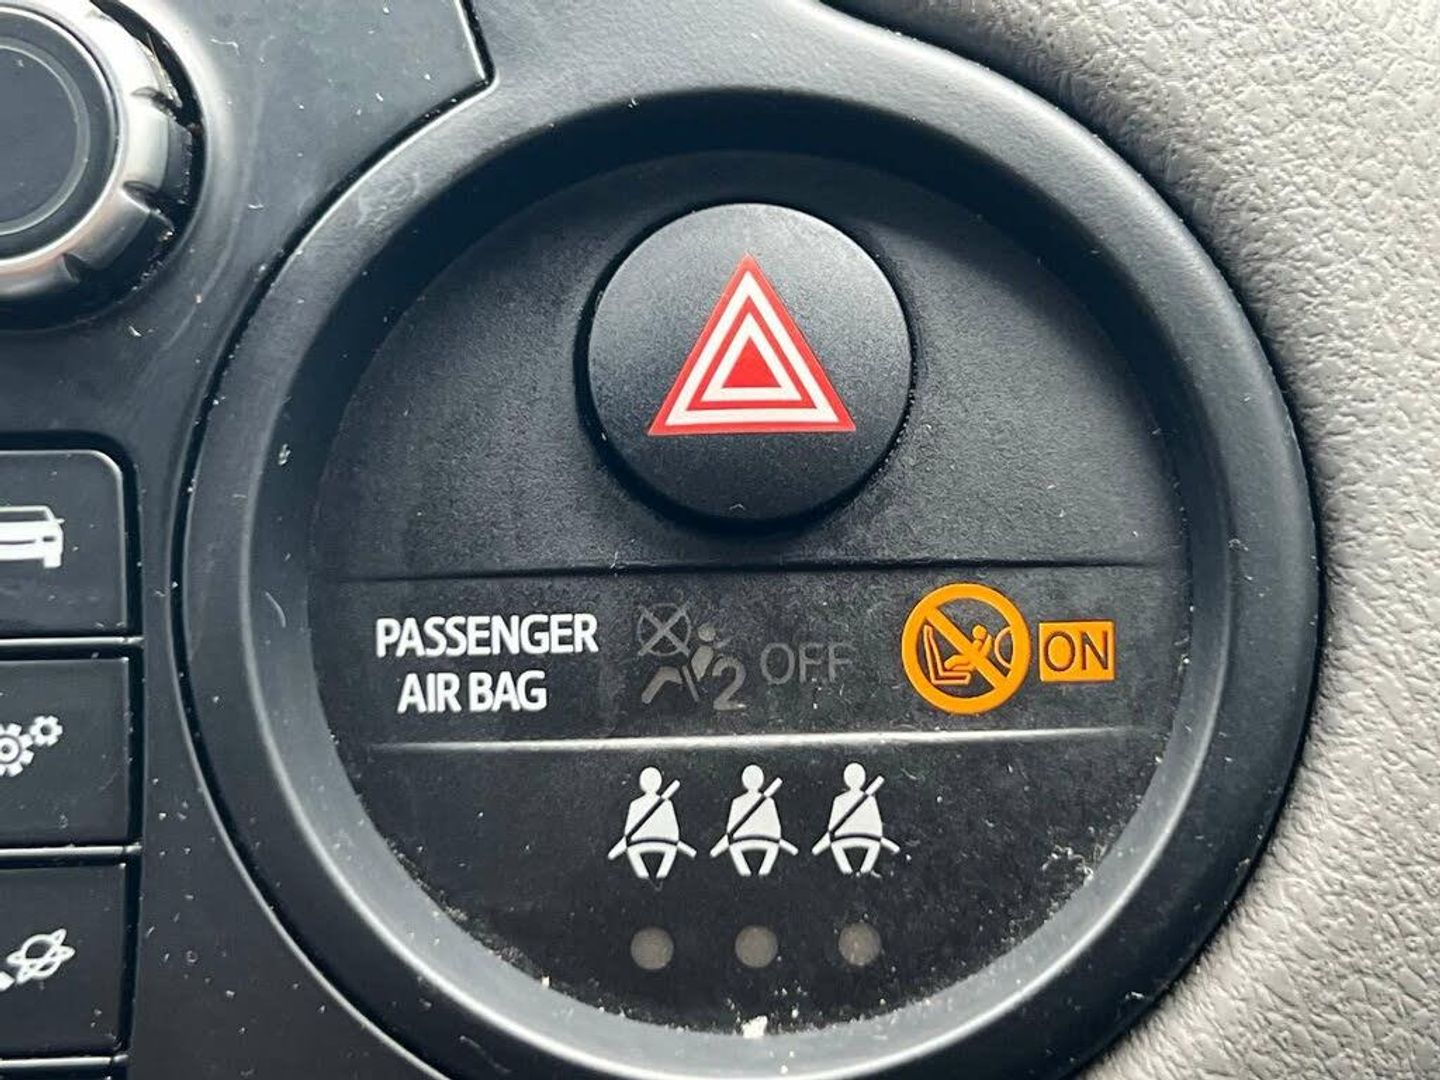 PASSENGER
AIR BAG
2 OFF
ON